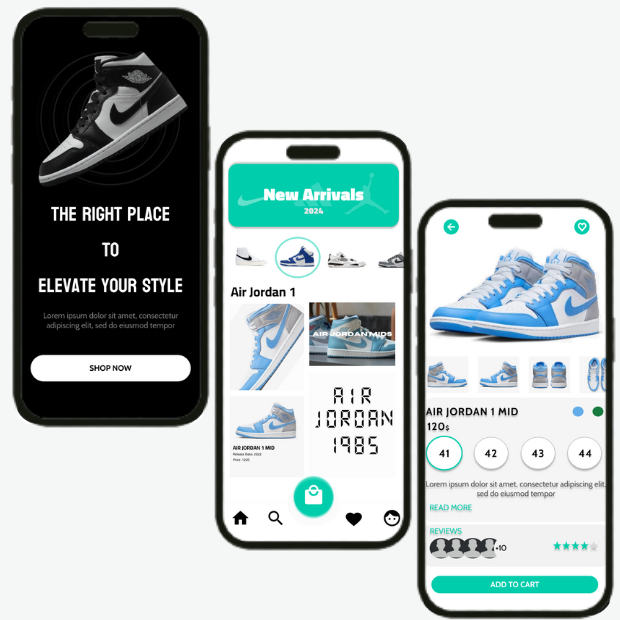 THE RIGHT PLACE
TO
ELEVATE YOUR STYLE
Lorem ipsum dolor sit amet, consectetur
adipiscing elit, sed do eiusmod tempor
SHOP NOW
New Arrivals
2024
Air Jordan 1
AIR JORDAN MIDS
AIR JORDAN 1 MID
Release Date: 2022
Price: 120$
AIR
JORDAN
1985
AIR JORDAN 1 MID
120$
41 42 43 44
Lorem ipsum dolor sit amet, consectetur adipiscing elit,
sed do eiusmod tempor
READ MORE
REVIEWS
+10
ADD TO CART